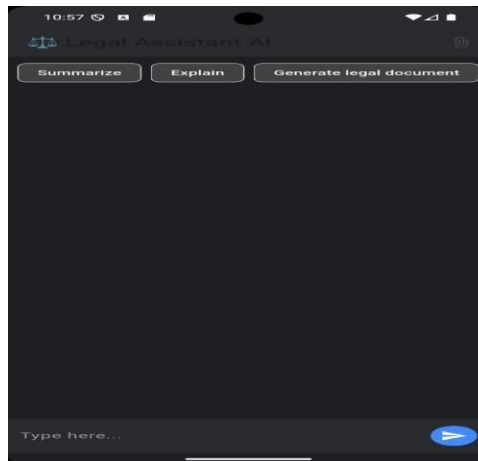 10:57
Legal Assistant AI
Summarize Explain Generate legal document
Type here...